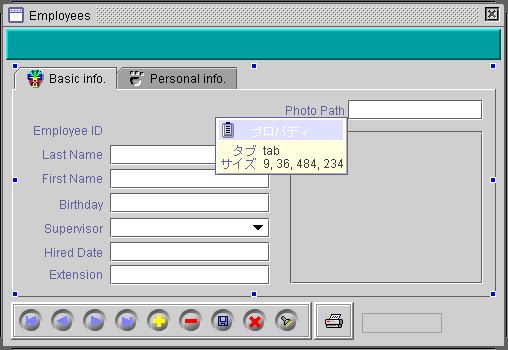 Employees
Basic info.
Personal info.
Photo Path
プロパティ
Employee ID
タブ tab
Last Name
サイズ 9, 36, 484, 234
First Name
Birthday
Supervisor
Hired Date
Extension